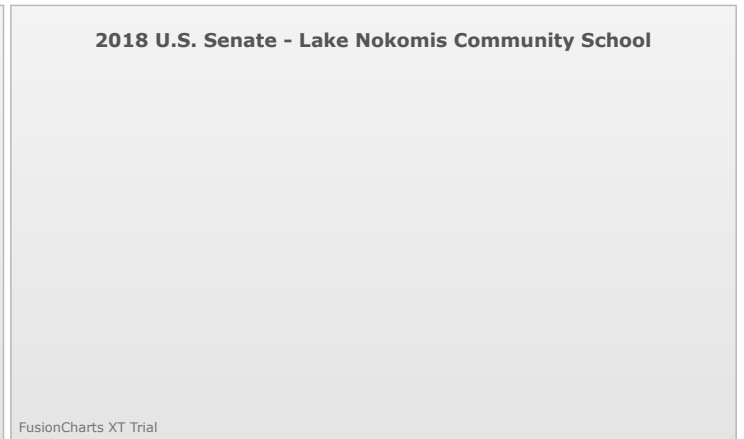 2018 U.S. Senate - Lake Nokomis Community School
FusionCharts XT Trial